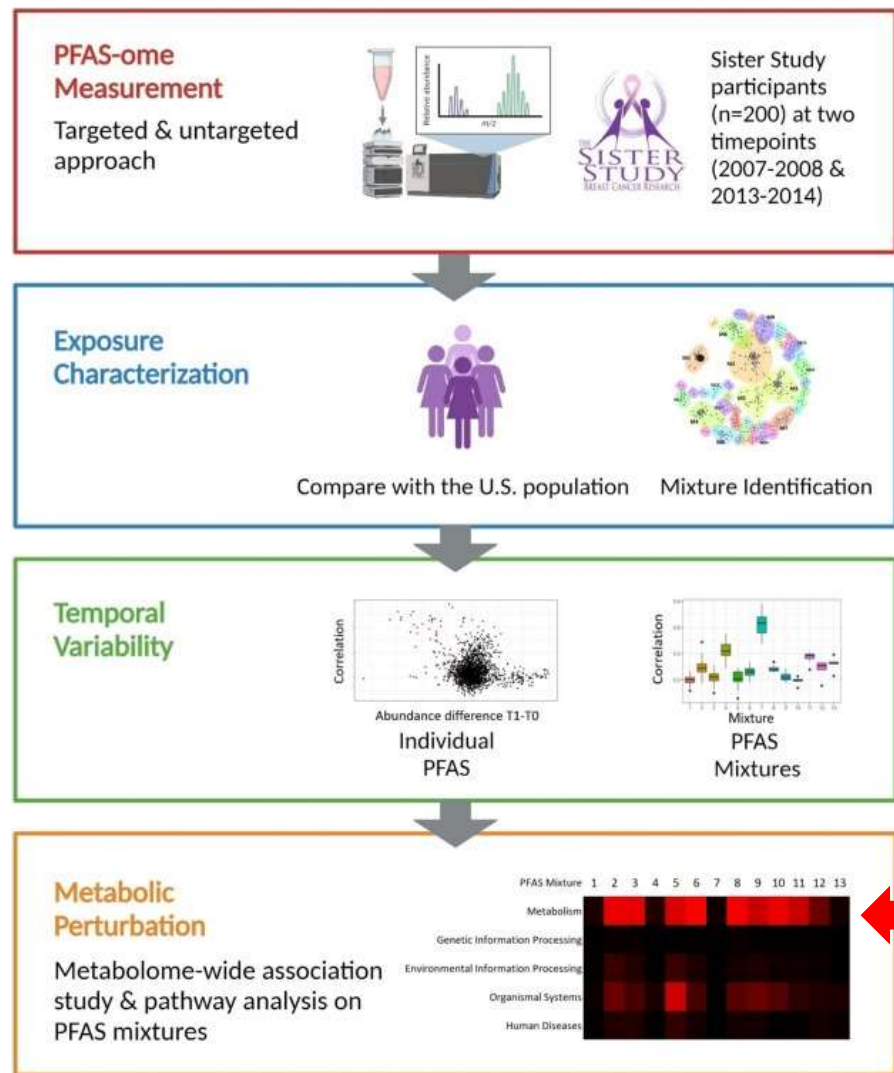 PFAS-ome
Measurement
Targeted & untargeted
approach
Relative abundance
m/z
THE
SISTER
STUDY
BREAST CANCER RESEARCH
Sister Study
participants
(n=200) at two
timepoints
(2007-2008 &
2013-2014)
Exposure
Characterization
Compare with the U.S. population
Mixture Identification
Temporal
Variability
Correlation
Abundance difference T1-T0
Individual
PFAS
Correlation
Mixture
PFAS
Mixtures
Metabolic
Perturbation
Metabolome-wide association
study & pathway analysis on
PFAS mixtures
PFAS Mixture 1 2 3 4 5 6 7 8 9 10 11 12 13
Metabolism
Genetic Information Processing
Environmental Information Processing
Organismal Systems
Human Diseases